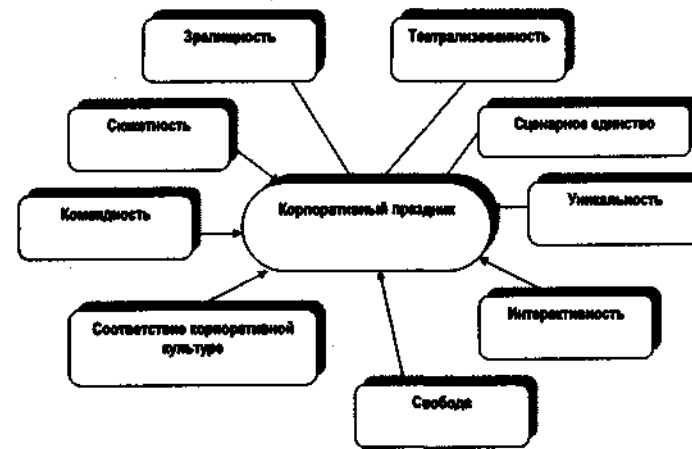 Зрелищность
Театрализованность
Сюжетность
Сценарное единство
Командность
Корпоративный праздник
Уникальность
Соответствие корпоративной
культуре
Интерактивность
Свобода